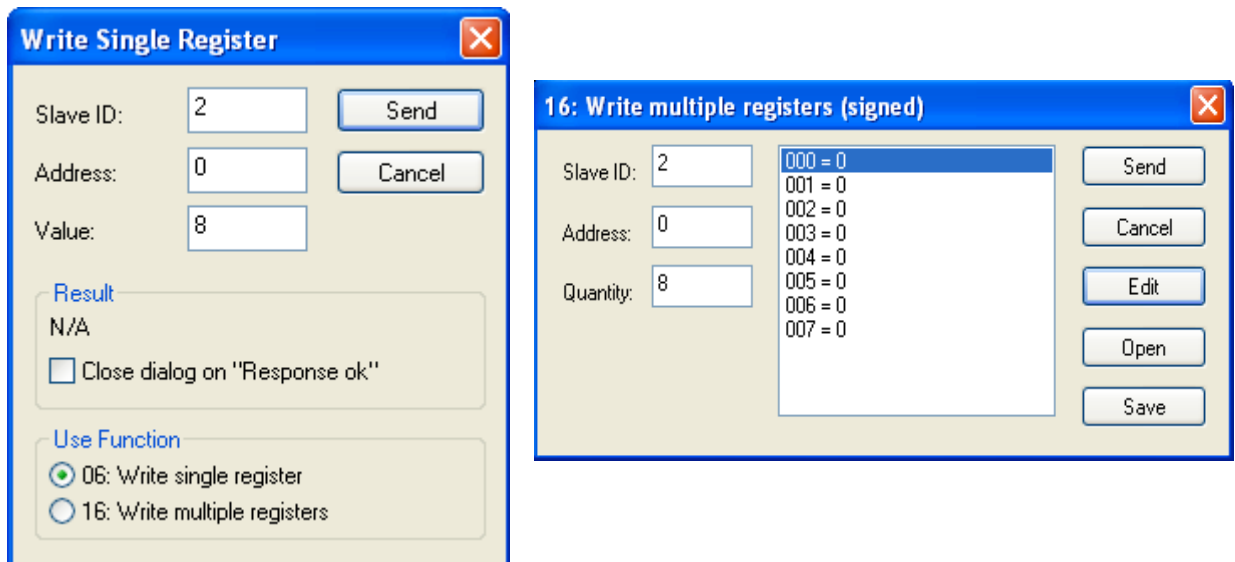 Write Single Register
Slave ID: 2 Send
Address: 0 Cancel
Value: 8
Result
N/A
Close dialog on "Response ok"
Use Function
06: Write single register
16: Write multiple registers
16: Write multiple registers (signed)
Slave ID: 2
Address: 0
Quantity: 8
000 = 0
001 = 0
002 = 0
003 = 0
004 = 0
005 = 0
006 = 0
007 = 0
Send
Cancel
Edit
Open
Save